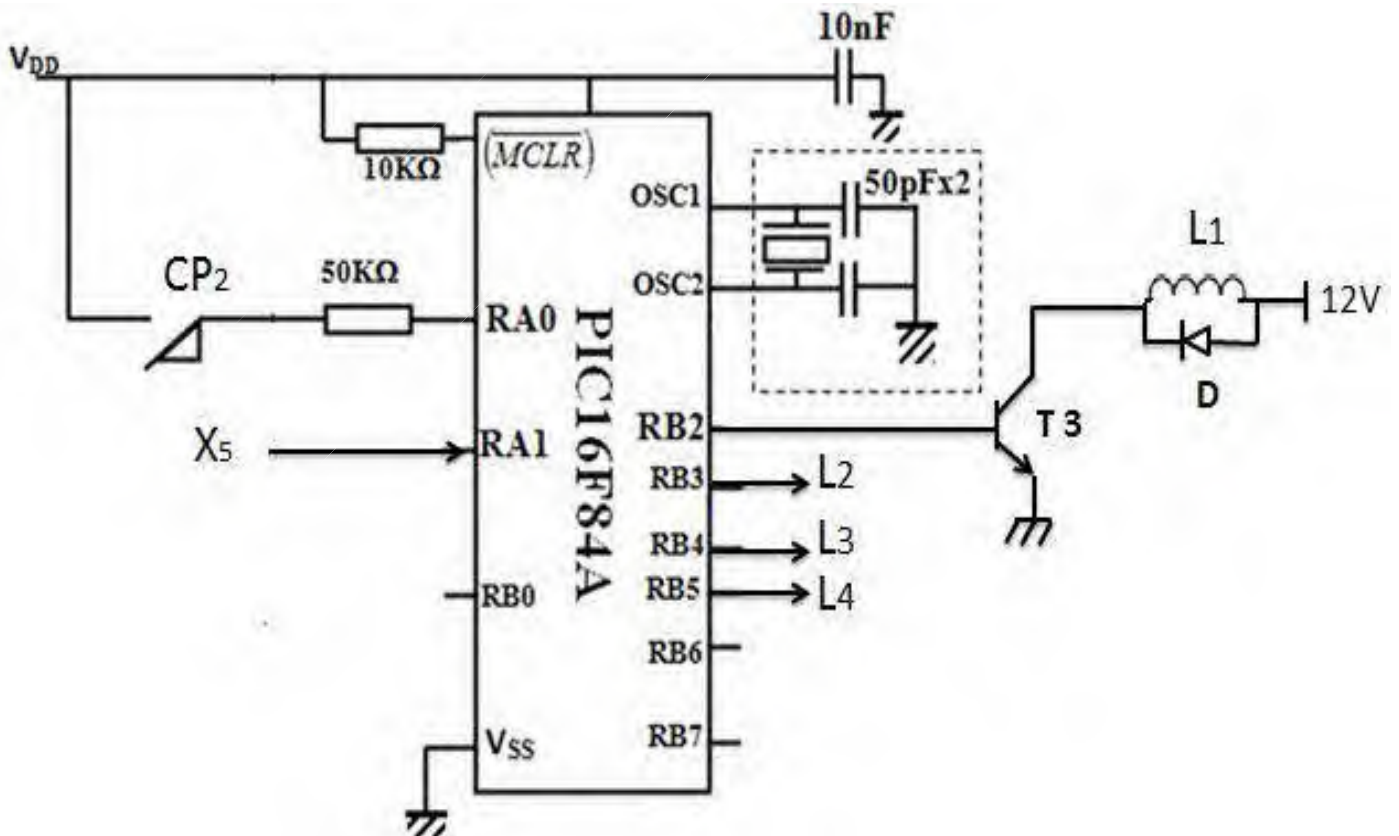 10nF
VDD
(MCLR)
10KΩ
OSC1
50pFx2
L1
CP2
50KΩ
OSC2
12V
RA0
D
PIC16F84A
X5
RA1
RB2
T3
RB3
L2
RB4
L3
RB0
RB5
L4
RB6
VSS
RB7